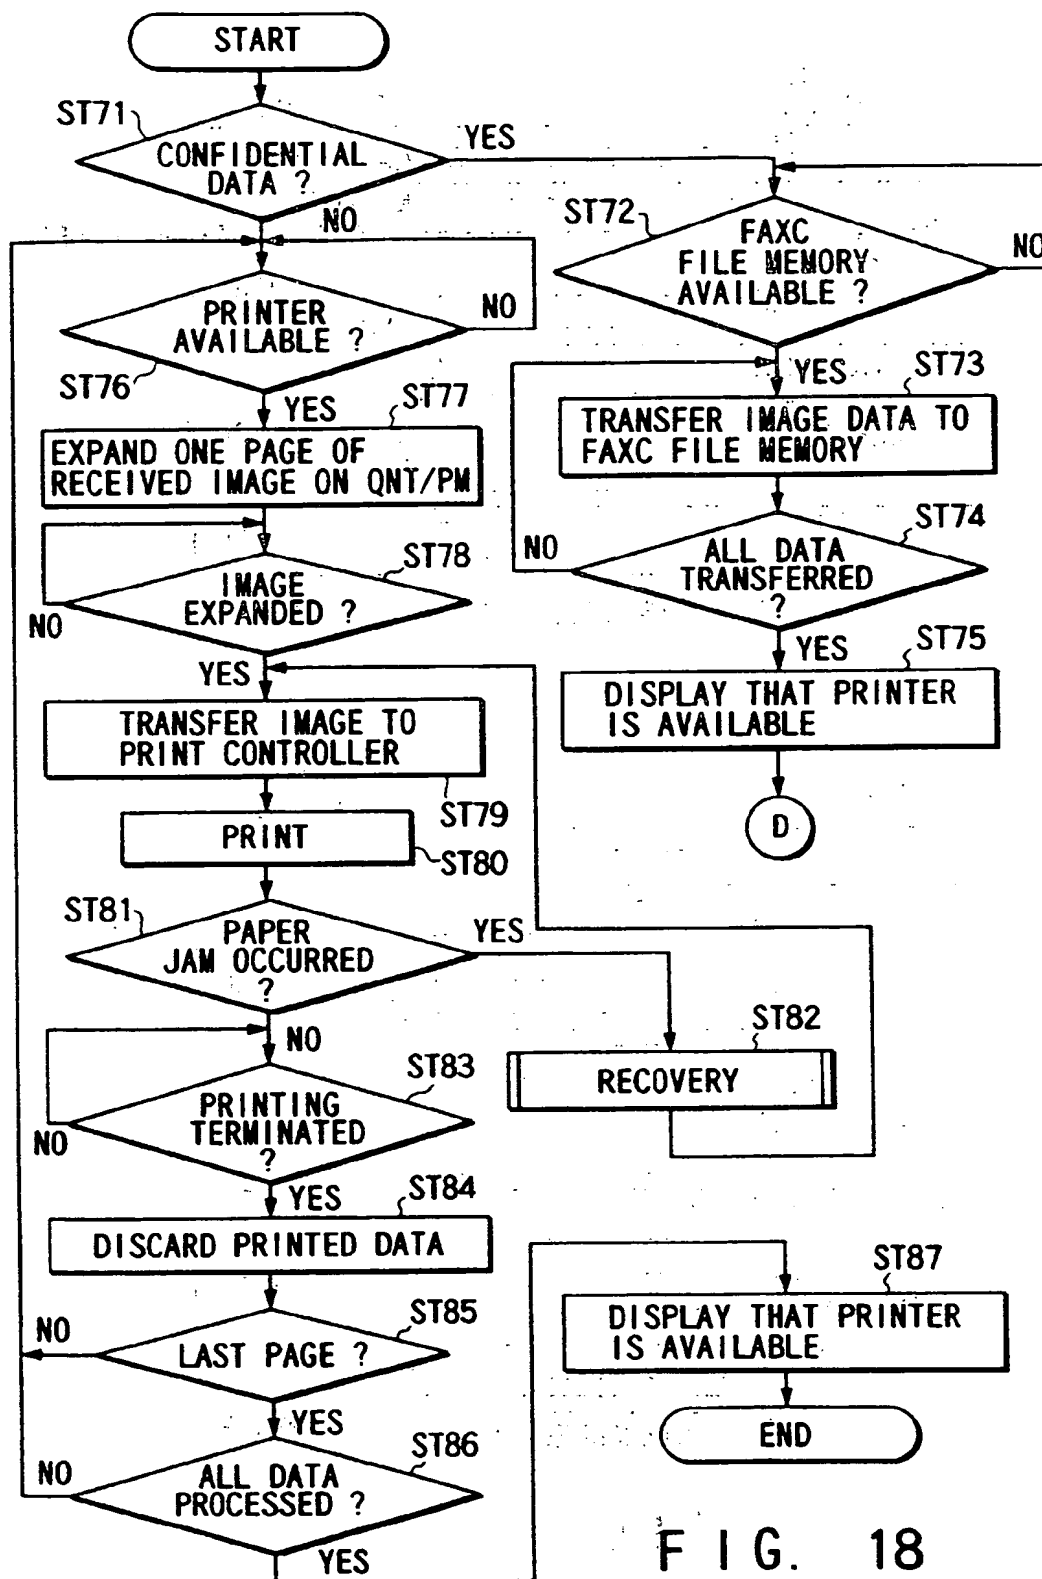 START
ST71
CONFIDENTIAL
DATA ?
YES
NO
ST72
FAXC
FILE MEMORY
AVAILABLE ?
NO
PRINTER
AVAILABLE ?
NO
ST76
YES
YES
ST73
TRANSFER IMAGE DATA TO
FAXC FILE MEMORY
ST77
EXPAND ONE PAGE OF
RECEIVED IMAGE ON QNT/PM
ST74
ALL DATA
TRANSFERRED
?
NO
ST78
IMAGE
EXPANDED ?
NO
YES
YES
ST75
DISPLAY THAT PRINTER
IS AVAILABLE
TRANSFER IMAGE TO
PRINT CONTROLLER
ST79
D
PRINT
ST80
ST81
PAPER
JAM OCCURRED
?
YES
NO
ST82
RECOVERY
ST83
PRINTING
TERMINATED
?
NO
YES
ST84
DISCARD PRINTED DATA
ST87
DISPLAY THAT PRINTER
IS AVAILABLE
ST85
LAST PAGE ?
NO
YES
END
ST86
ALL DATA
PROCESSED ?
NO
YES
FIG. 18